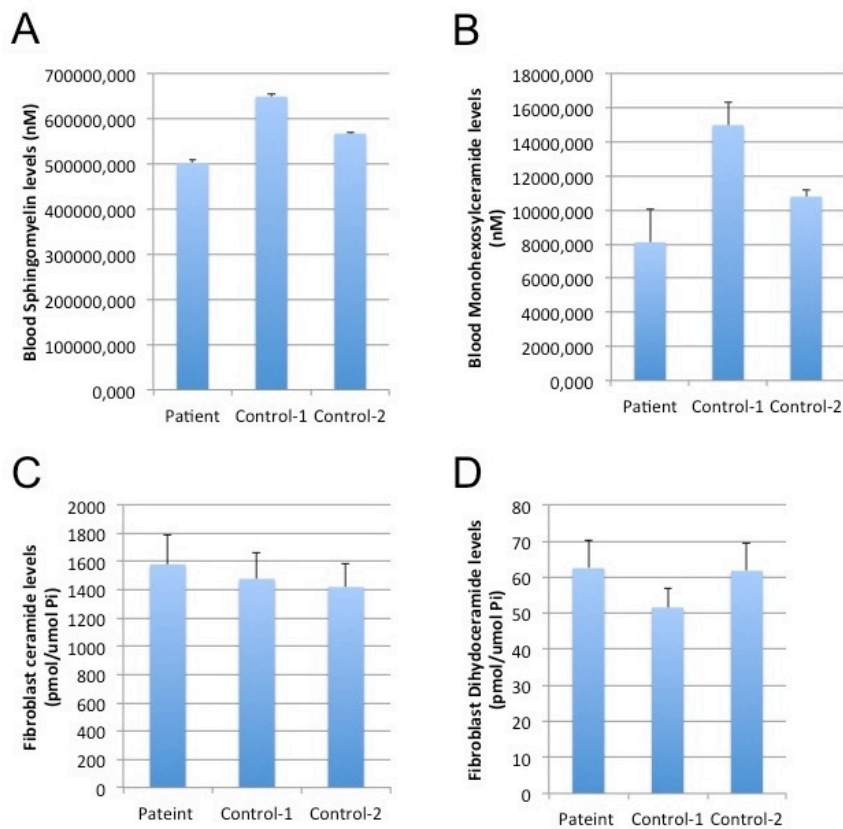 A
Blood Sphingomyelin levels (nM)
700000,000
600000,000
500000,000
400000,000
300000,000
200000,000
100000,000
0,000
Patient Control-1 Control-2
B
Blood Monohexosylceramide levels
(nM)
18000,000
16000,000
14000,000
12000,000
10000,000
8000,000
6000,000
4000,000
2000,000
0,000
Patient Control-1 Control-2
C
Fibroblast ceramide levels
(pmol/umol Pi)
2000
1800
1600
1400
1200
1000
800
600
400
200
0
Pateint Control-1 Control-2
D
Fibroblast Dihydoceramide levels
(pmol/umol Pi)
80
70
60
50
40
30
20
10
0
Pateint Control-1 Control-2